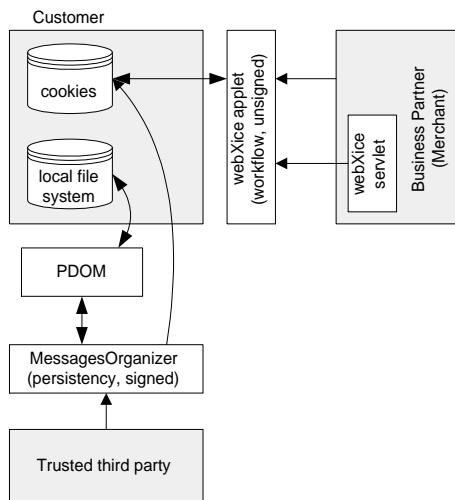 Customer
cookies
local file
system
webXice applet
(workflow, unsigned)
webXice
servlet
Business Partner
(Merchant)
PDOM
MessagesOrganizer
(persistency, signed)
Trusted third party